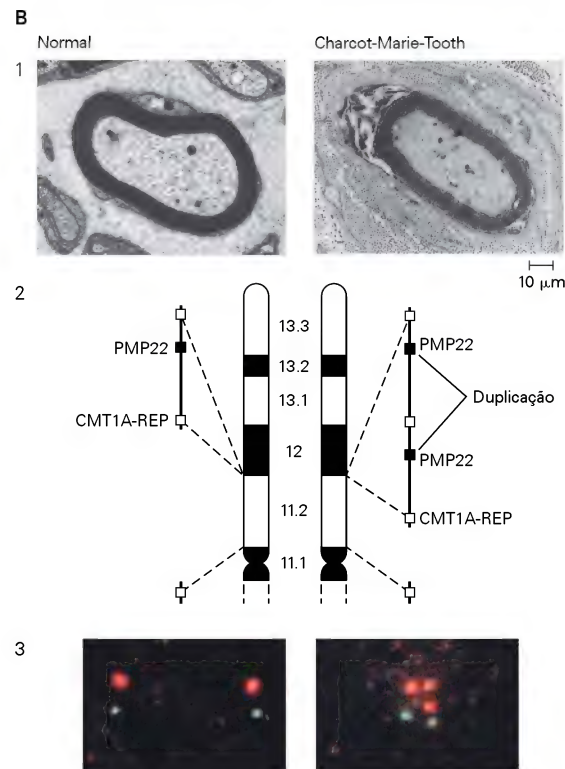 B
Normal
Charcot-Marie-Tooth
1
10 μm
2
13.3
PMP22
PMP22
13.2
13.1
Duplicação
CMT1A-REP
12
PMP22
11.2
CMT1A-REP
11.1
3